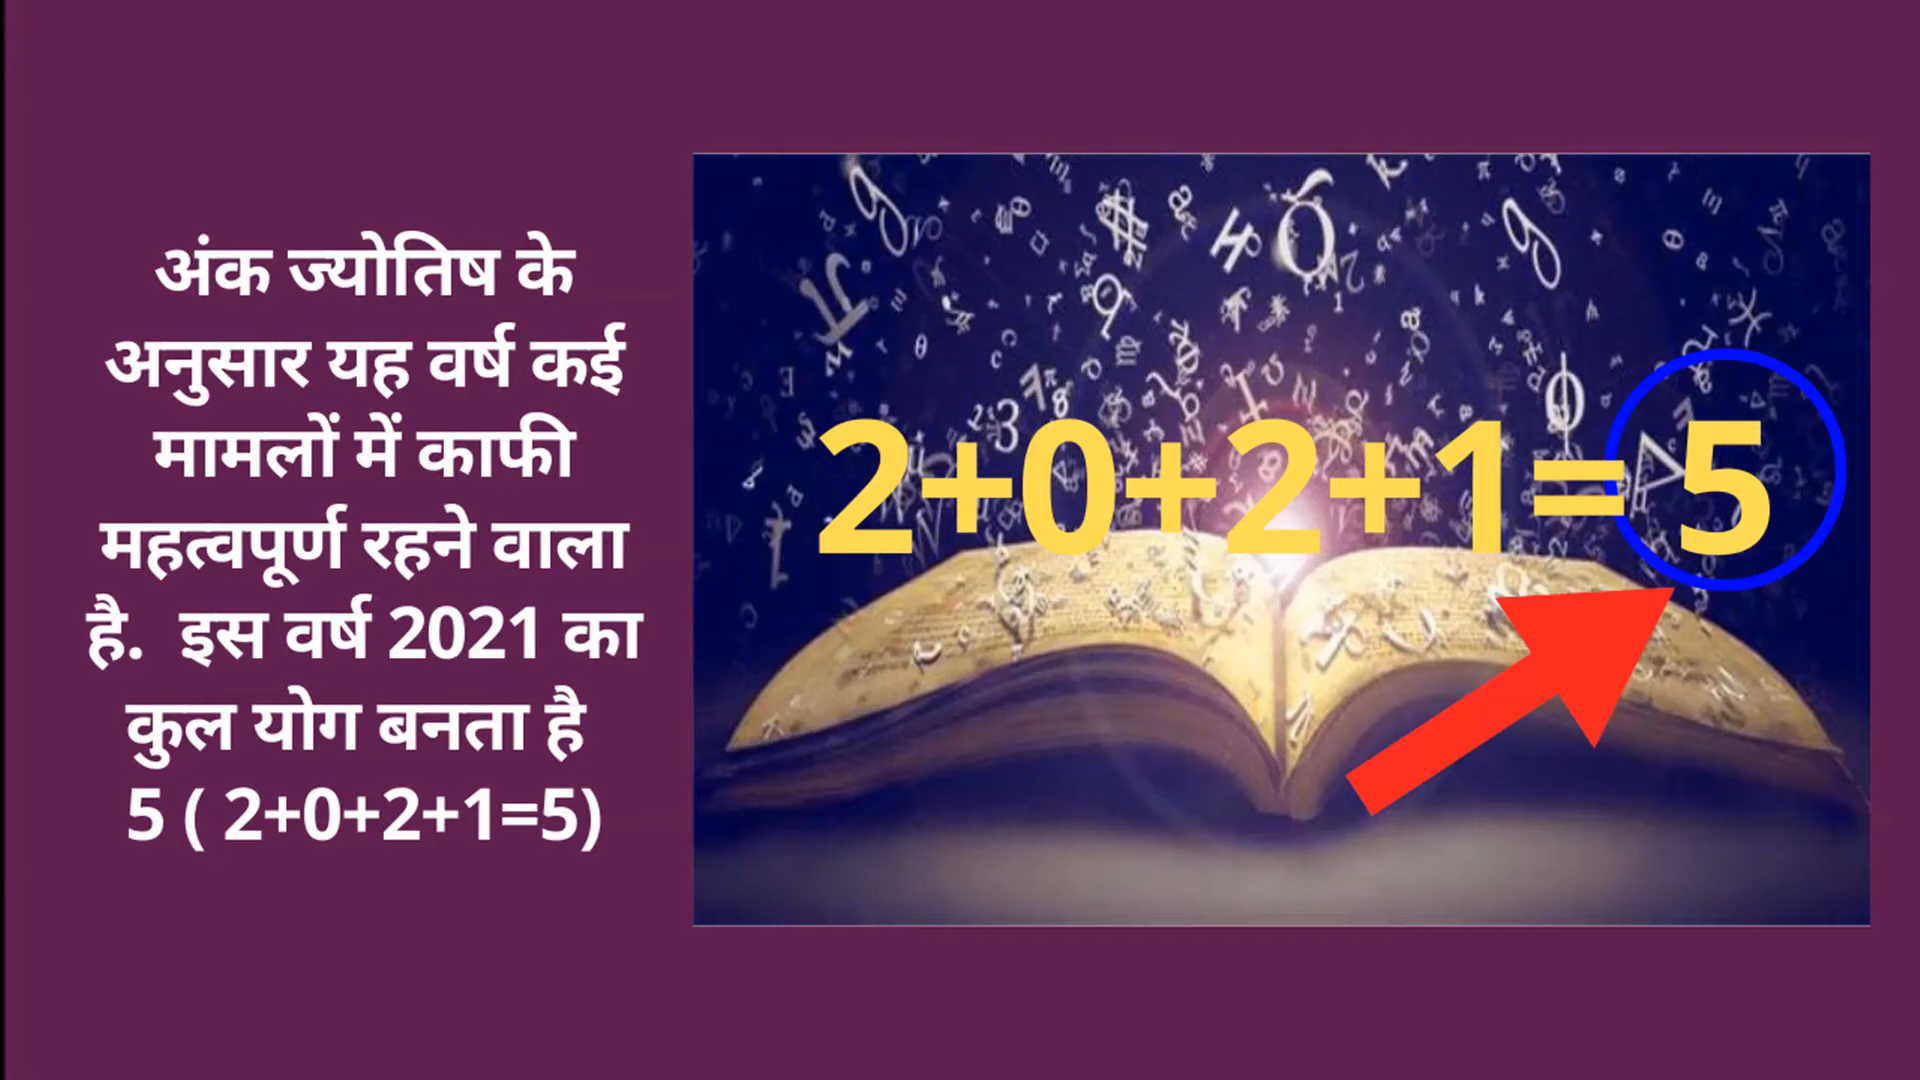 अंक ज्योतिष के
अनुसार यह वर्ष कई
मामलों में काफी
महत्वपूर्ण रहने वाला
है.  इस वर्ष 2021 का
कुल योग बनता है
5 ( 2+0+2+1=5)
2+0+2+1= 5